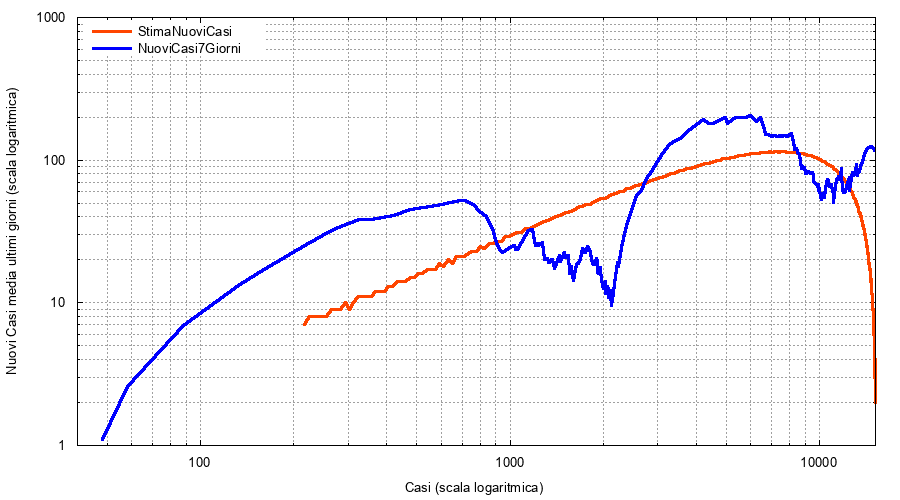 1000
StimaNuoviCasi
NuoviCasi7Giorni
100
10
1
Nuovi Casi media ultimi giorni (scala logaritmica)
100
1000
10000
Casi (scala logaritmica)